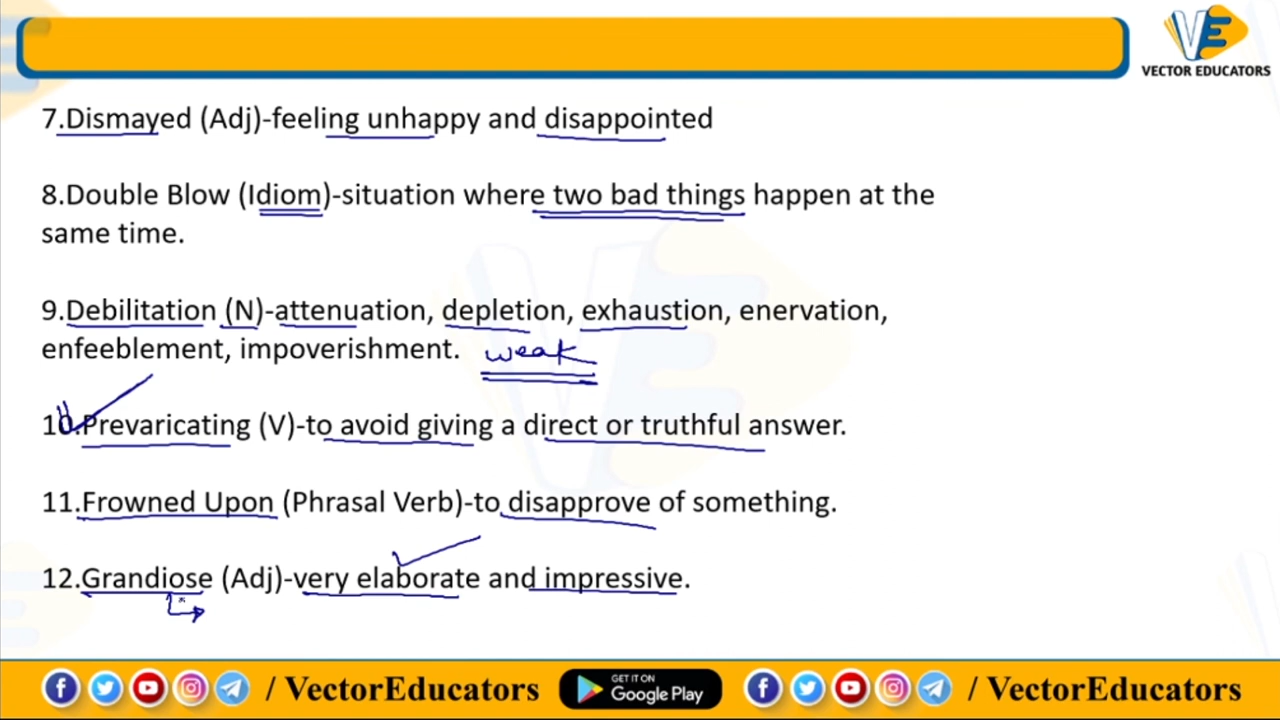 VE
VECTOR EDUCATORS
7.Dismayed (Adj)-feeling unhappy and disappointed
8.Double Blow (Idiom)-situation where two bad things happen at the
same time.
9.Debilitation (N)-attenuation, depletion, exhaustion, enervation,
enfeeblement, impoverishment. weak
10.Prevaricating (V)-to avoid giving a direct or truthful answer.
11.Frowned Upon (Phrasal Verb)-to disapprove of something.
12.Grandiose (Adj)-very elaborate and impressive.
/ VectorEducators GET IT ON Google Play / VectorEducators